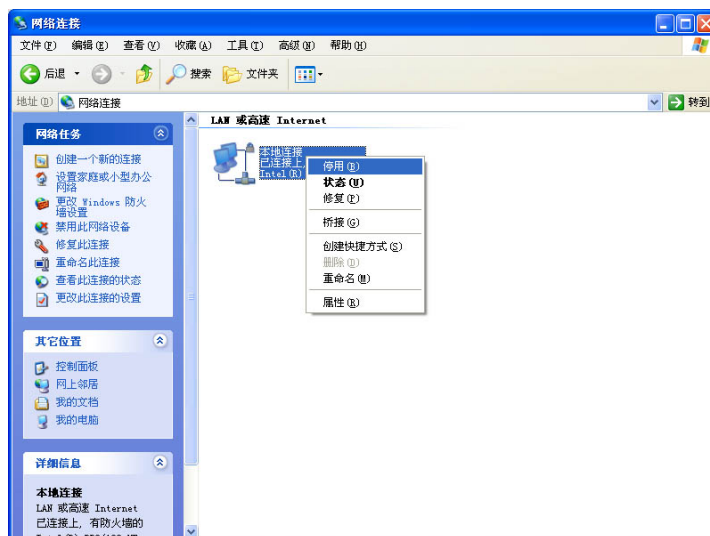 网络连接
文件(F) 编辑(E) 查看(V) 收藏(A) 工具(T) 高级(N) 帮助(H)
后退 搜索 文件夹
地址(D) 网络连接 转到
LAN 或高速 Internet
网络任务
创建一个新的连接
设置家庭或小型办公
网络
更改 Windows 防火
墙设置
禁用此网络设备
修复此连接
重命名此连接
查看此连接的状态
更改此连接的设置
本地连接
已连接上,
Intel(R)
停用(B)
状态(U)
修复(P)
桥接(G)
创建快捷方式(S)
删除(D)
重命名(M)
属性(R)
其它位置
控制面板
网上邻居
我的文档
我的电脑
详细信息
本地连接
LAN 或高速 Internet
已连接上, 有防火墙的